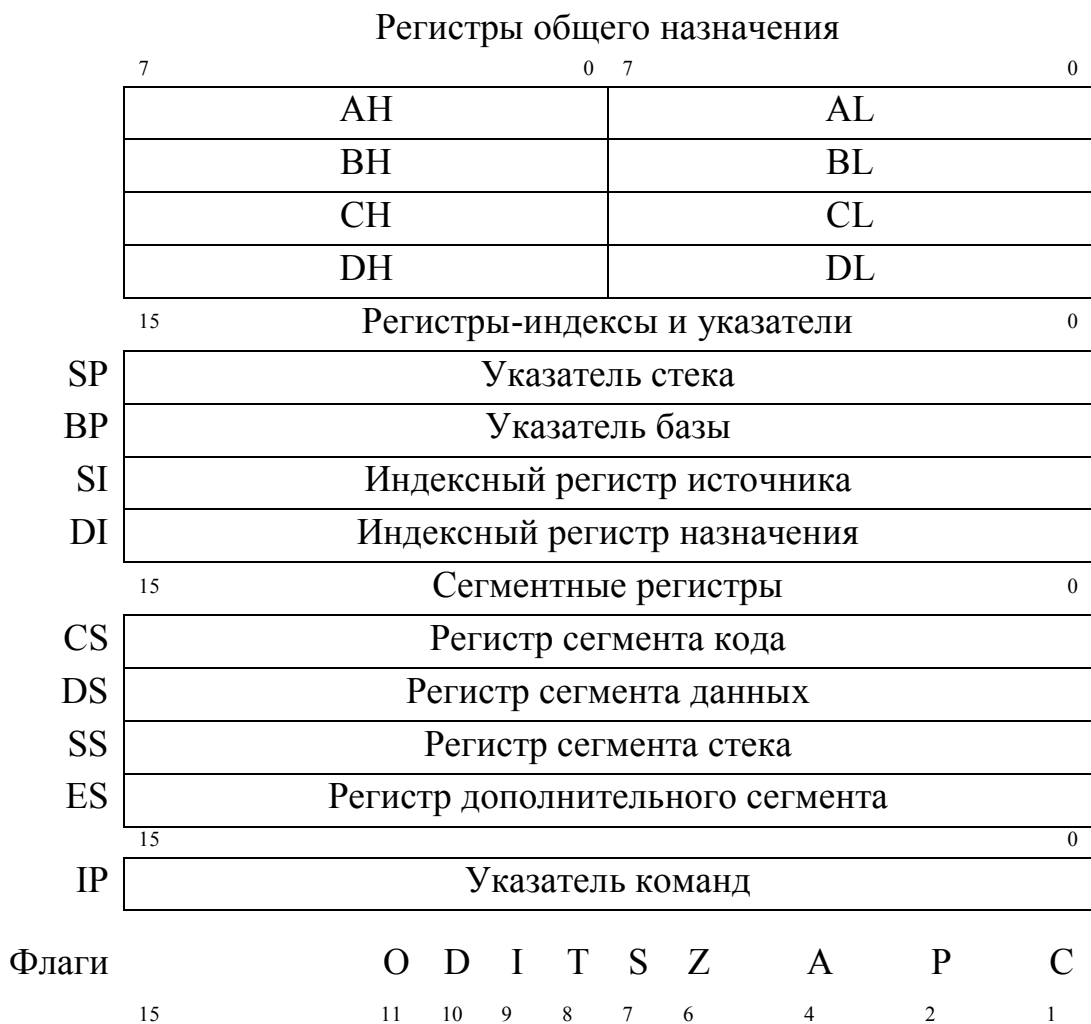 Регистры общего назначения
7 0 7 0
AH AL
BH BL
CH CL
DH DL
15 Регистры-индексы и указатели 0
SP Указатель стека
BP Указатель базы
SI Индексный регистр источника
DI Индексный регистр назначения
15 Сегментные регистры 0
CS Регистр сегмента кода
DS Регистр сегмента данных
SS Регистр сегмента стека
ES Регистр дополнительного сегмента
15 0
IP Указатель команд
Флаги O D I T S Z A P C
15 11 10 9 8 7 6 4 2 1